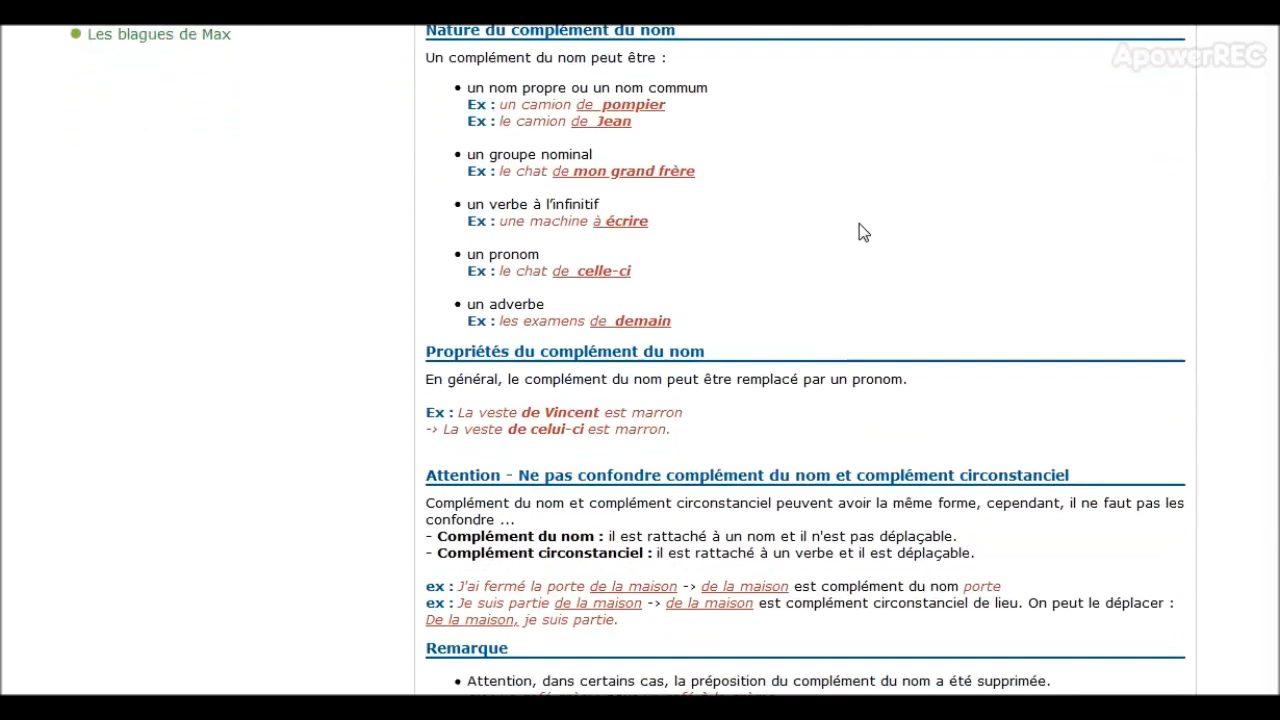 Les blagues de Max
ApowerREC
Nature du complément du nom
Un complément du nom peut être :
• un nom propre ou un nom commum
Ex : un camion de pompier
Ex : le camion de Jean
• un groupe nominal
Ex : le chat de mon grand frère
• un verbe à l'infinitif
Ex : une machine à écrire
• un pronom
Ex : le chat de celle-ci
• un adverbe
Ex : les examens de demain
Propriétés du complément du nom
En général, le complément du nom peut être remplacé par un pronom.
Ex : La veste de Vincent est marron
-> La veste de celui-ci est marron.
Attention - Ne pas confondre complément du nom et complément circonstanciel
Complément du nom et complément circonstanciel peuvent avoir la même forme, cependant, il ne faut pas les
confondre ...
- Complément du nom : il est rattaché à un nom et il n'est pas déplaçable.
- Complément circonstanciel : il est rattaché à un verbe et il est déplaçable.
ex : J'ai fermé la porte de la maison -> de la maison est complément du nom porte
ex : Je suis partie de la maison -> de la maison est complément circonstanciel de lieu. On peut le déplacer :
De la maison, je suis partie.
Remarque
• Attention, dans certains cas, la préposition du complément du nom a été supprimée.